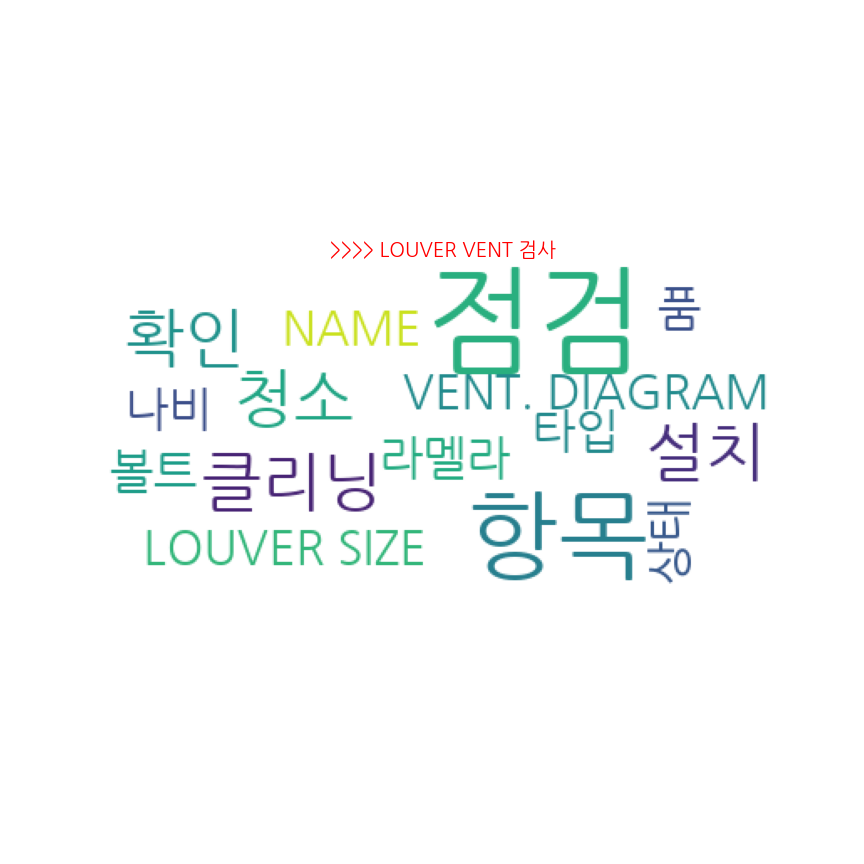 >>>> LOUVER VENT 검사
점검
품
확인
NAME
청소
VENT. DIAGRAM
나비
타입
라멜라
설치
볼트
클리닝
항목
상태
LOUVER SIZE